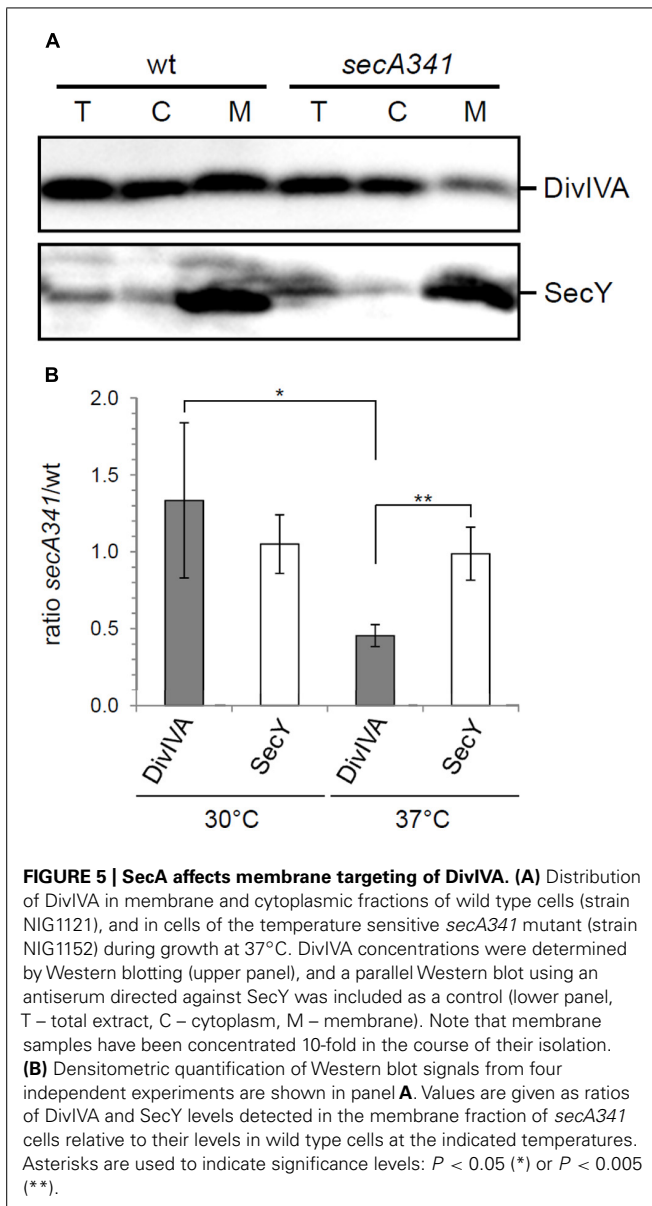 A
wt secA341
T C M T C M
DivIVA
SecY
B
2.0
1.5
1.0
0.5
0.0
ratio secA341/wt
*
**
DivIVA SecY DivIVA SecY
30°C 37°C
FIGURE 5 | SecA affects membrane targeting of DivIVA. (A) Distribution
of DivIVA in membrane and cytoplasmic fractions of wild type cells (strain
NIG1121), and in cells of the temperature sensitive secA341 mutant (strain
NIG1152) during growth at 37°C. DivIVA concentrations were determined
by Western blotting (upper panel), and a parallel Western blot using an
antiserum directed against SecY was included as a control (lower panel,
T – total extract, C – cytoplasm, M – membrane). Note that membrane
samples have been concentrated 10-fold in the course of their isolation.
(B) Densitometric quantification of Western blot signals from four
independent experiments are shown in panel A. Values are given as ratios
of DivIVA and SecY levels detected in the membrane fraction of secA341
cells relative to their levels in wild type cells at the indicated temperatures.
Asterisks are used to indicate significance levels: P < 0.05 (*) or P < 0.005
(**).